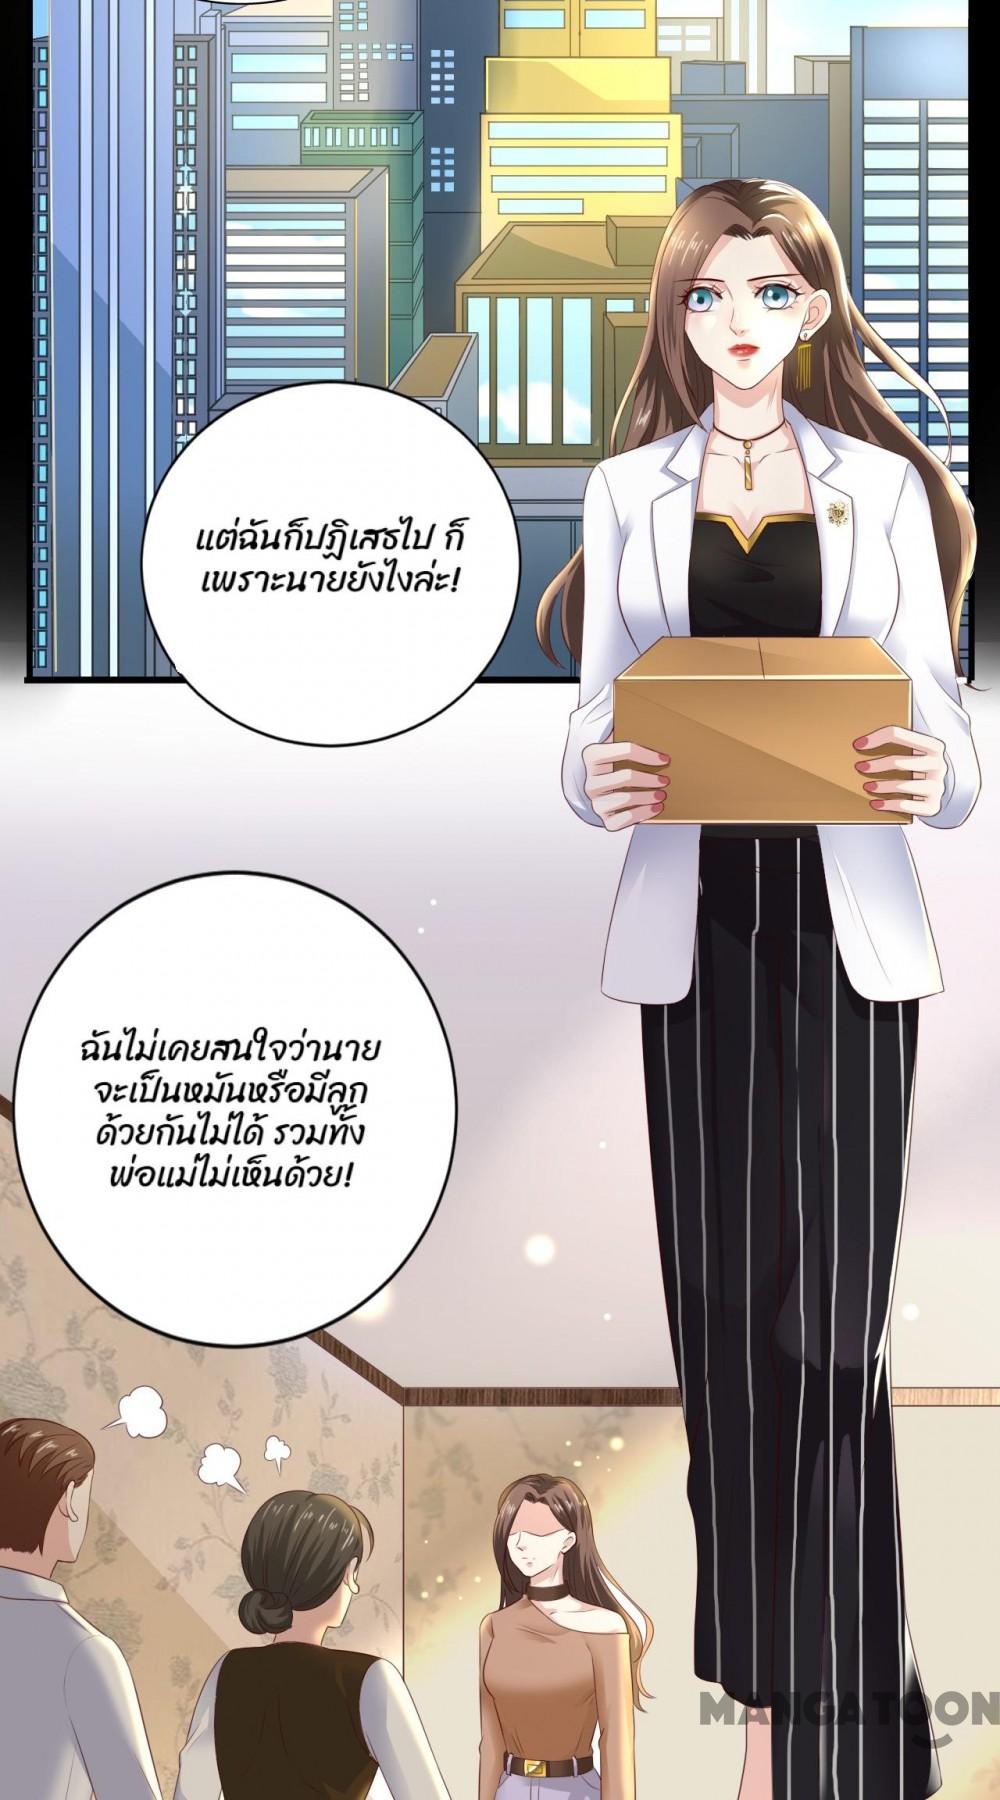 แต่ฉันก็ปฏิเสธไป ก็
เพราะนายยังไงล่ะ!
ฉันไม่เคยสนใจว่านาย
จะเป็นหมันหรือมีลูก
ด้วยกันไม่ได้ รวมทั้ง
พ่อแม่ไม่เห็นด้วย!
MANGATOON